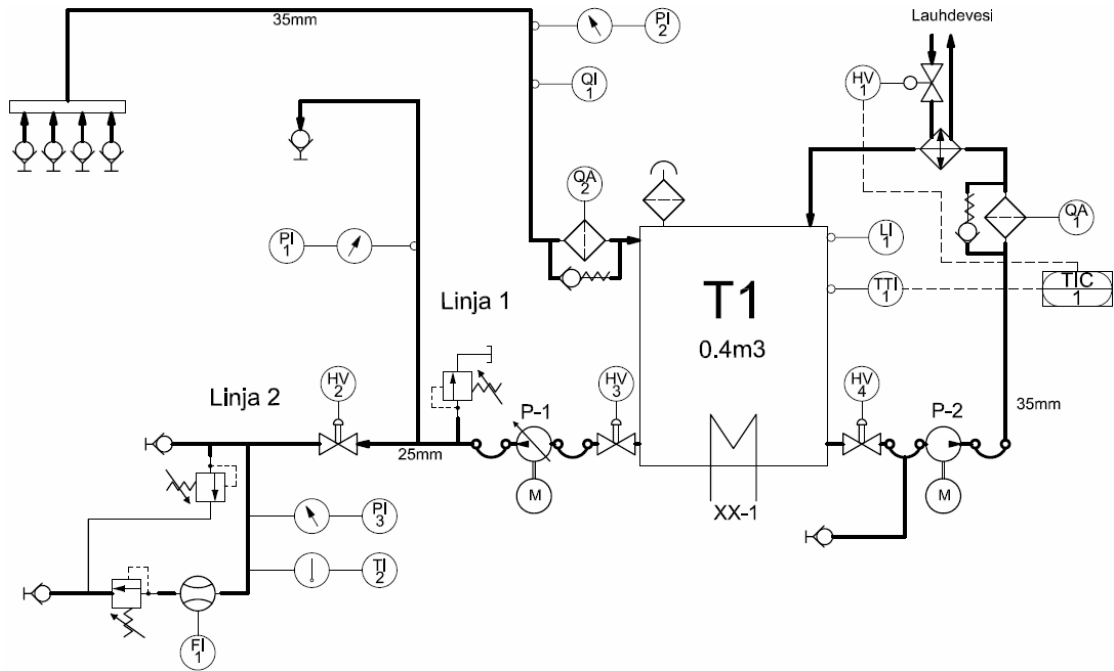 35mm
PI
2
QI
1
Lauhdevesi
HV
1
QA
2
QA
1
PI
1
LI
1
TTI
1
TIC
1
T1
0.4m3
Linja 1
Linja 2
HV
2
25mm
P-1
M
HV
3
HV
4
P-2
M
35mm
XX-1
PI
3
TI
2
FI
1